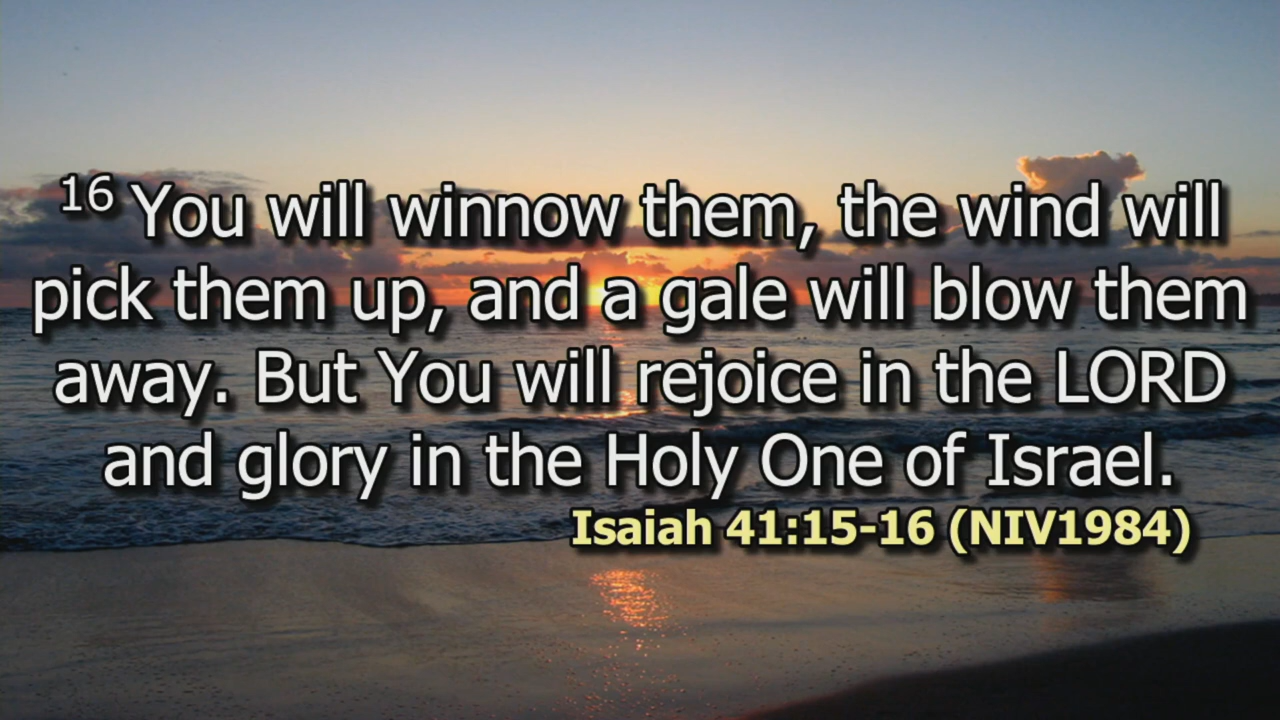 16 You will winnow them, the wind will
pick them up, and a gale will blow them
away. But You will rejoice in the LORD
and glory in the Holy One of Israel.
Isaiah 41:15-16 (NIV1984)